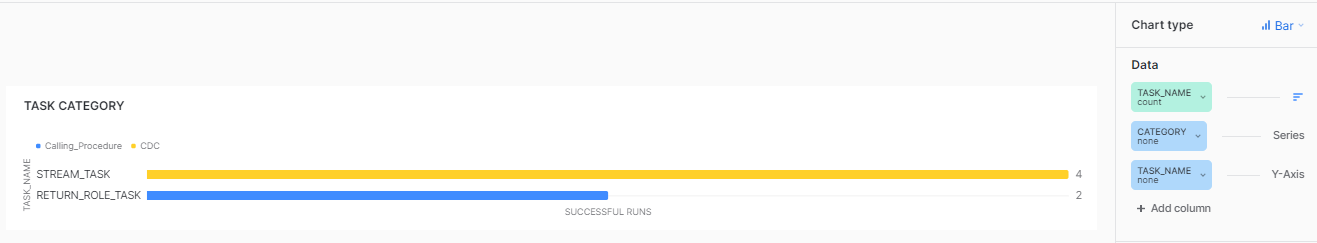 Chart type
Bar
Data
TASK_NAME
count
CATEGORY
none
Series
TASK_NAME
none
Y-Axis
+ Add column
TASK CATEGORY
Calling_Procedure
CDC
TASK_NAME
STREAM_TASK
4
RETURN_ROLE_TASK
2
SUCCESSFUL RUNS